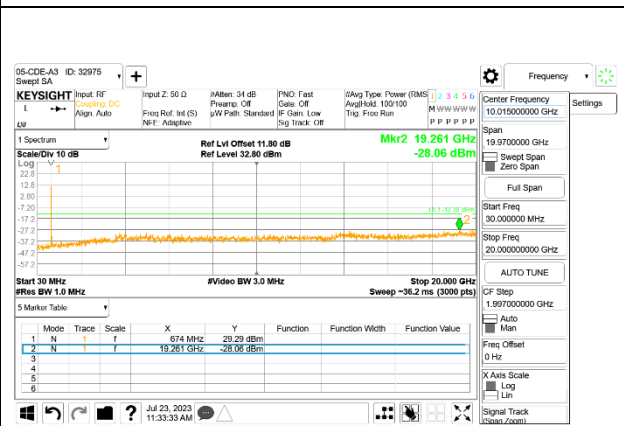 05-CDE-A3 ID: 32975
Swept SA
Frequency
KEYSIGHT Input: RF Input Z: 50 Ω #Atten: 34 dB PNO: Fast #Avg Type: Power (RMS 1 2 3 4 5 6
L Coupling: DC Preamp: Off Gate: Off Avg|Hold: 100/100 M W W W W W
Align: Auto Freq Ref: Int (S) µW Path: Standard IF Gain: Low Trig: Free Run
NFE: Adaptive Sig Track: Off P P P P P P
1 Spectrum Ref Lvl Offset 11.80 dB Mkr2 19.261 GHz
Scale/Div 10 dB Ref Level 32.80 dBm -28.06 dBm
Log
1
22.8
12.8
2.80
-7.20
-17.2
2
-27.2
-37.2
-47.2
-57.2
Start 30 MHz #Video BW 3.0 MHz Stop 20.000 GHz
#Res BW 1.0 MHz Sweep ~36.2 ms (3000 pts)
5 Marker Table
Mode Trace Scale X Y Function Function Width Function Value
1 N 1 f 674 MHz 29.29 dBm
2 N 1 f 19.261 GHz -28.06 dBm
3
4
5
6
Jul 23, 2023
11:33:33 AM
?
Center Frequency
10.015000000 GHz
Settings
Span
19.9700000 GHz
Swept Span
Zero Span
Full Span
Start Freq
30.000000 MHz
Stop Freq
20.000000000 GHz
AUTO TUNE
CF Step
1.997000000 GHz
Auto
Man
Freq Offset
0 Hz
X Axis Scale
Log
Lin
Signal Track
(Span Zoom)